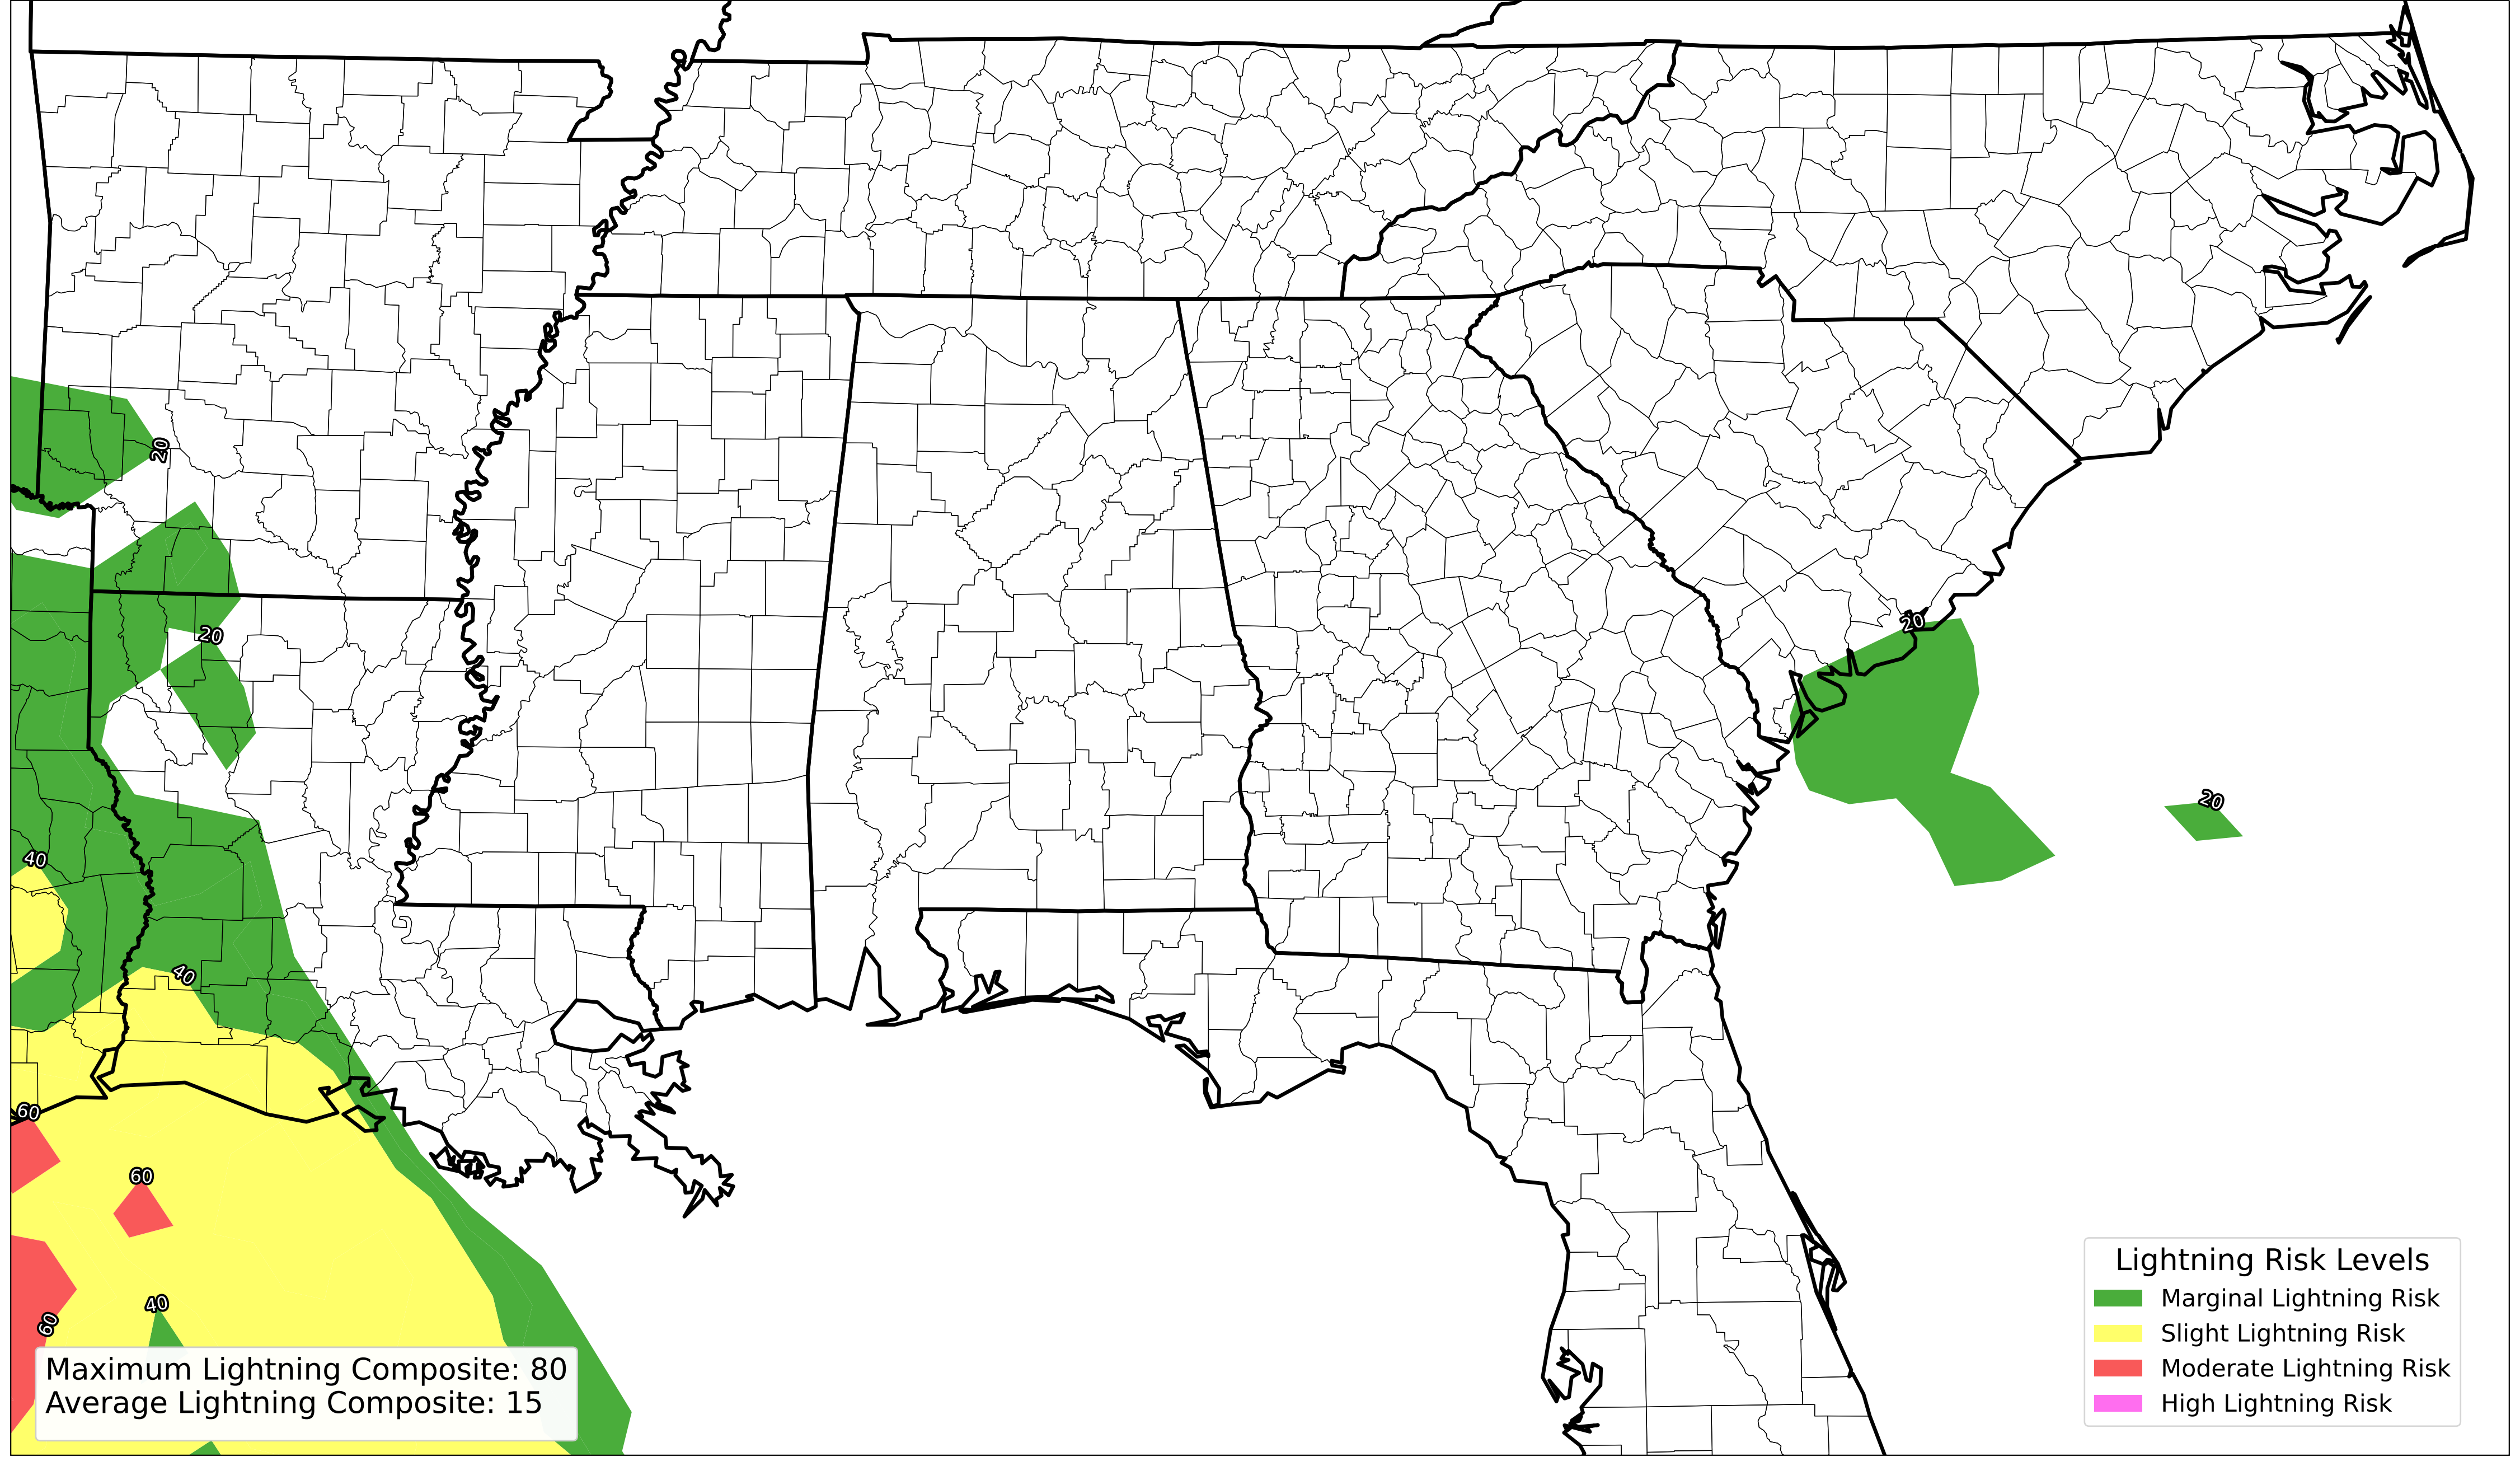 20
20
20
40
20
40
60
60
40
60
Maximum Lightning Composite: 80
Average Lightning Composite: 15
Lightning Risk Levels
Marginal Lightning Risk
Slight Lightning Risk
Moderate Lightning Risk
High Lightning Risk